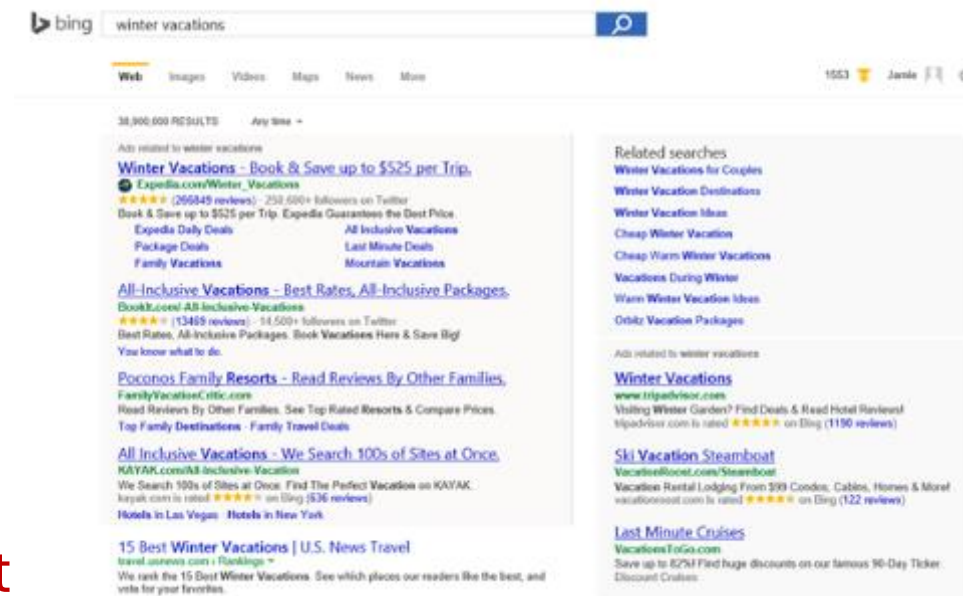 bing
winter vacations
Web Images Videos Maps News More
1553 Jamie
38,900,000 RESULTS Any time
Ads related to winter vacations
Winter Vacations - Book & Save up to $525 per Trip.
Expedia.com/Winter_Vacations
(266849 reviews) - 250,600+ followers on Twitter
Book & Save up to $525 per Trip. Expedia Guarantees the Best Price.
Expedia Daily Deals All Inclusive Vacations
Package Deals Last Minute Deals
Family Vacations Mountain Vacations
All-Inclusive Vacations - Best Rates, All-Inclusive Packages.
BookIt.com/All-Inclusive-Vacations
(13469 reviews) - 14,500+ followers on Twitter
Best Rates, All-Inclusive Packages. Book Vacations Here & Save Big!
You know what to do.
Poconos Family Resorts - Read Reviews By Other Families.
FamilyVacationCritic.com
Read Reviews By Other Families. See Top Rated Resorts & Compare Prices.
Top Family Destinations - Family Travel Deals
All Inclusive Vacations - We Search 100s of Sites at Once.
KAYAK.com/All-Inclusive-Vacation
We Search 100s of Sites at Once. Find The Perfect Vacation on KAYAK.
kayak.com is rated on Bing (636 reviews)
Hotels in Las Vegas Hotels in New York
15 Best Winter Vacations | U.S. News Travel
travel.usnews.com › Rankings
We rank the 15 Best Winter Vacations. See which places our readers like the best, and
vote for your favorites.
Related searches
Winter Vacations for Couples
Winter Vacation Destinations
Winter Vacation Ideas
Cheap Winter Vacation
Cheap Warm Winter Vacations
Vacations During Winter
Warm Winter Vacation Ideas
Orbitz Vacation Packages
Ads related to winter vacations
Winter Vacations
www.tripadvisor.com
Visiting Winter Garden? Find Deals & Read Hotel Reviews!
tripadvisor.com is rated on Bing (1190 reviews)
Ski Vacation Steamboat
VacationRoost.com/Steamboat
Vacation Rental Lodging From $99 Condos, Cabins, Homes & More!
vacationroost.com is rated on Bing (122 reviews)
Last Minute Cruises
VacationsToGo.com
Save up to 82%! Find huge discounts on our famous 90-Day Ticker.
Discount Cruises
t